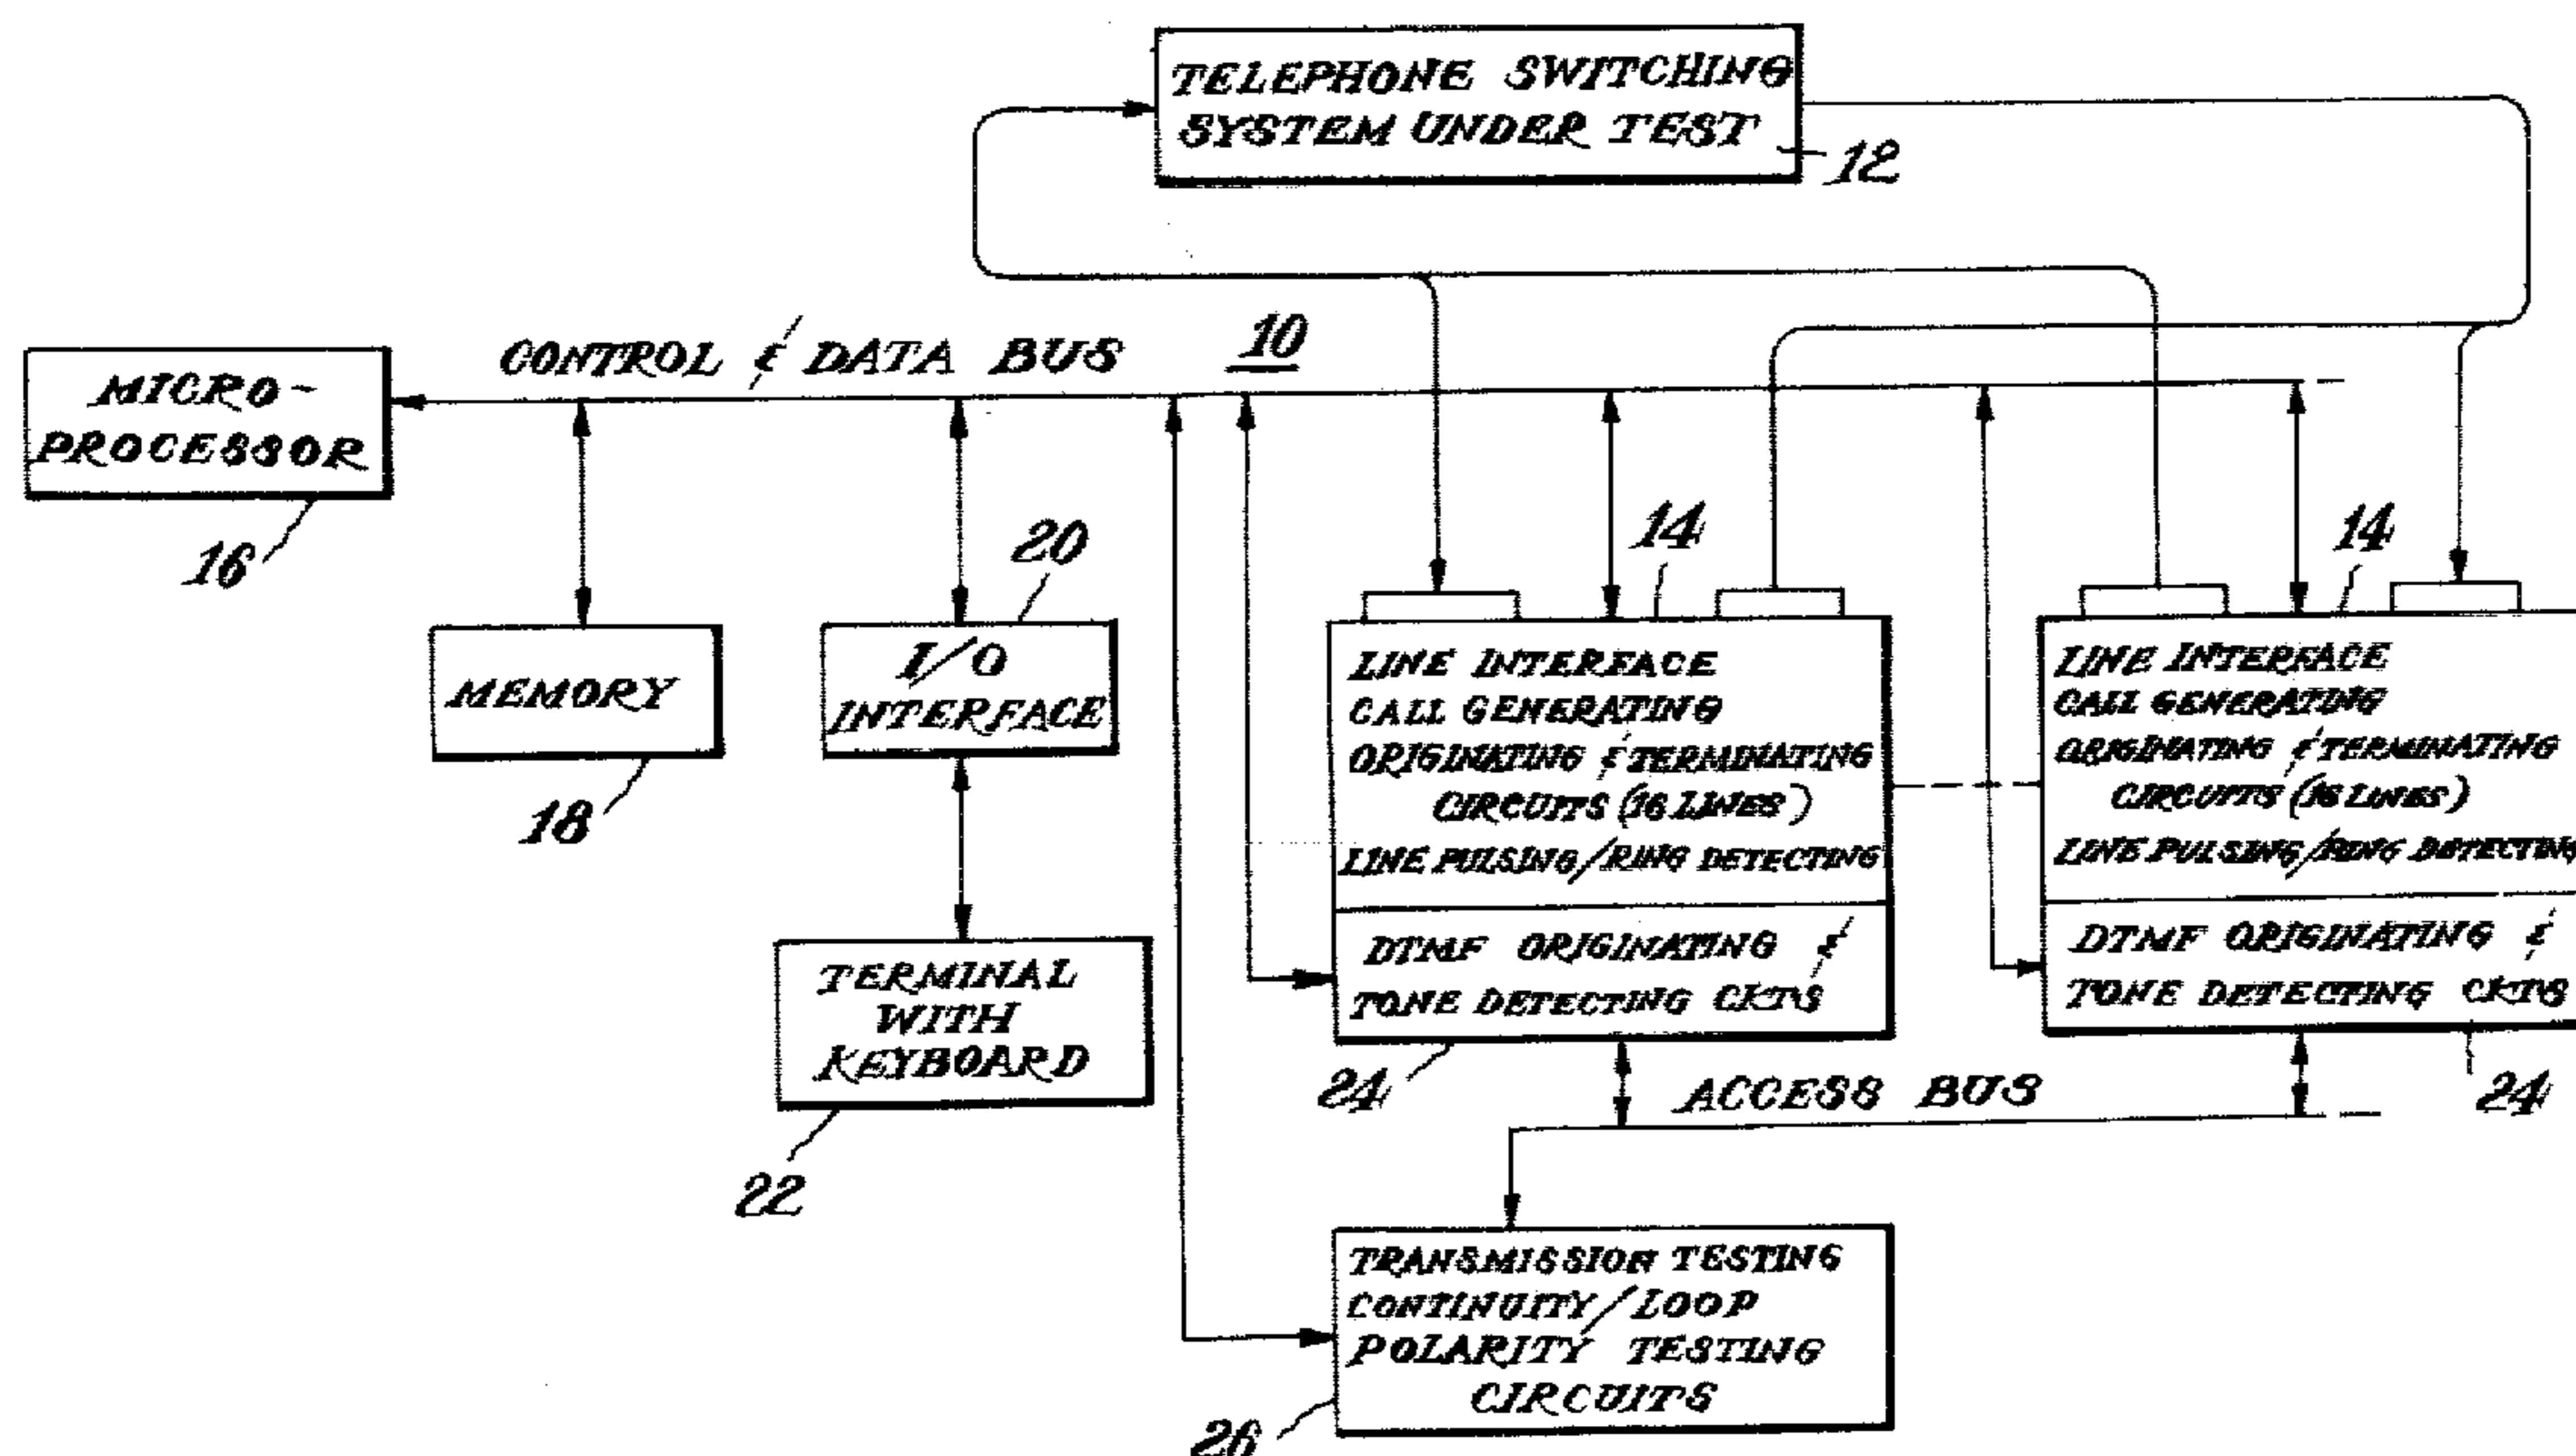 TELEPHONE SWITCHING
SYSTEM UNDER TEST
12
CONTROL & DATA BUS
10
MICRO-
PROCESSOR
16
MEMORY
18
20
I/O
INTERFACE
TERMINAL
WITH
KEYBOARD
22
14
LINE INTERFACE
CALL GENERATING
ORIGINATING & TERMINATING
CIRCUITS (16 LINES)
LINE PULSING/RING DETECTING
DTMF ORIGINATING &
TONE DETECTING CKTS
24
14
LINE INTERFACE
CALL GENERATING
ORIGINATING & TERMINATING
CIRCUITS (16 LINES)
LINE PULSING/RING DETECTING
DTMF ORIGINATING &
TONE DETECTING CKTS
24
ACCESS BUS
TRANSMISSION TESTING
CONTINUITY/LOOP
POLARITY TESTING
CIRCUITS
26